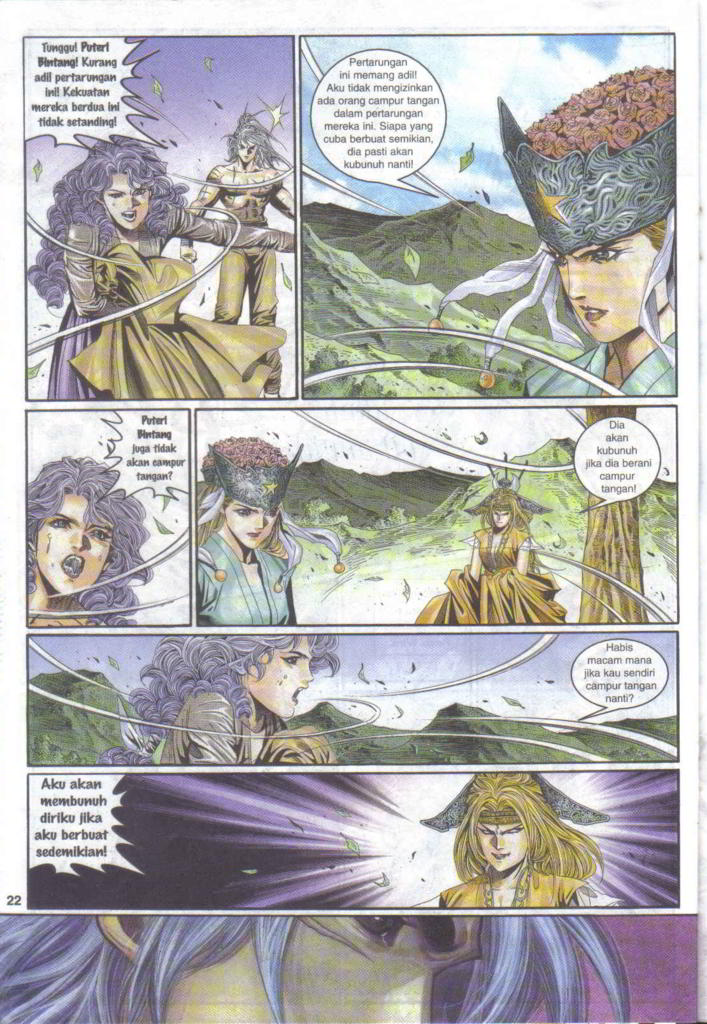 Tunggu! Puteri
Bintang! Kurang
adil pertarungan
ini! Kekuatan
mereka berdua ini
tidak setanding!
Pertarungan
ini memang adil!
Aku tidak mengizinkan
ada orang campur tangan
dalam pertarungan
mereka ini. Siapa yang
cuba berbuat semikian,
dia pasti akan
kubunuh nanti!
Puteri
Bintang
juga tidak
akan campur
tangan?
Dia
akan
kubunuh
jika dia berani
campur
tangan!
Habis
macam mana
jika kau sendiri
campur tangan
nanti?
Aku akan
membunuh
diriku jika
aku berbuat
sedemikian!
22